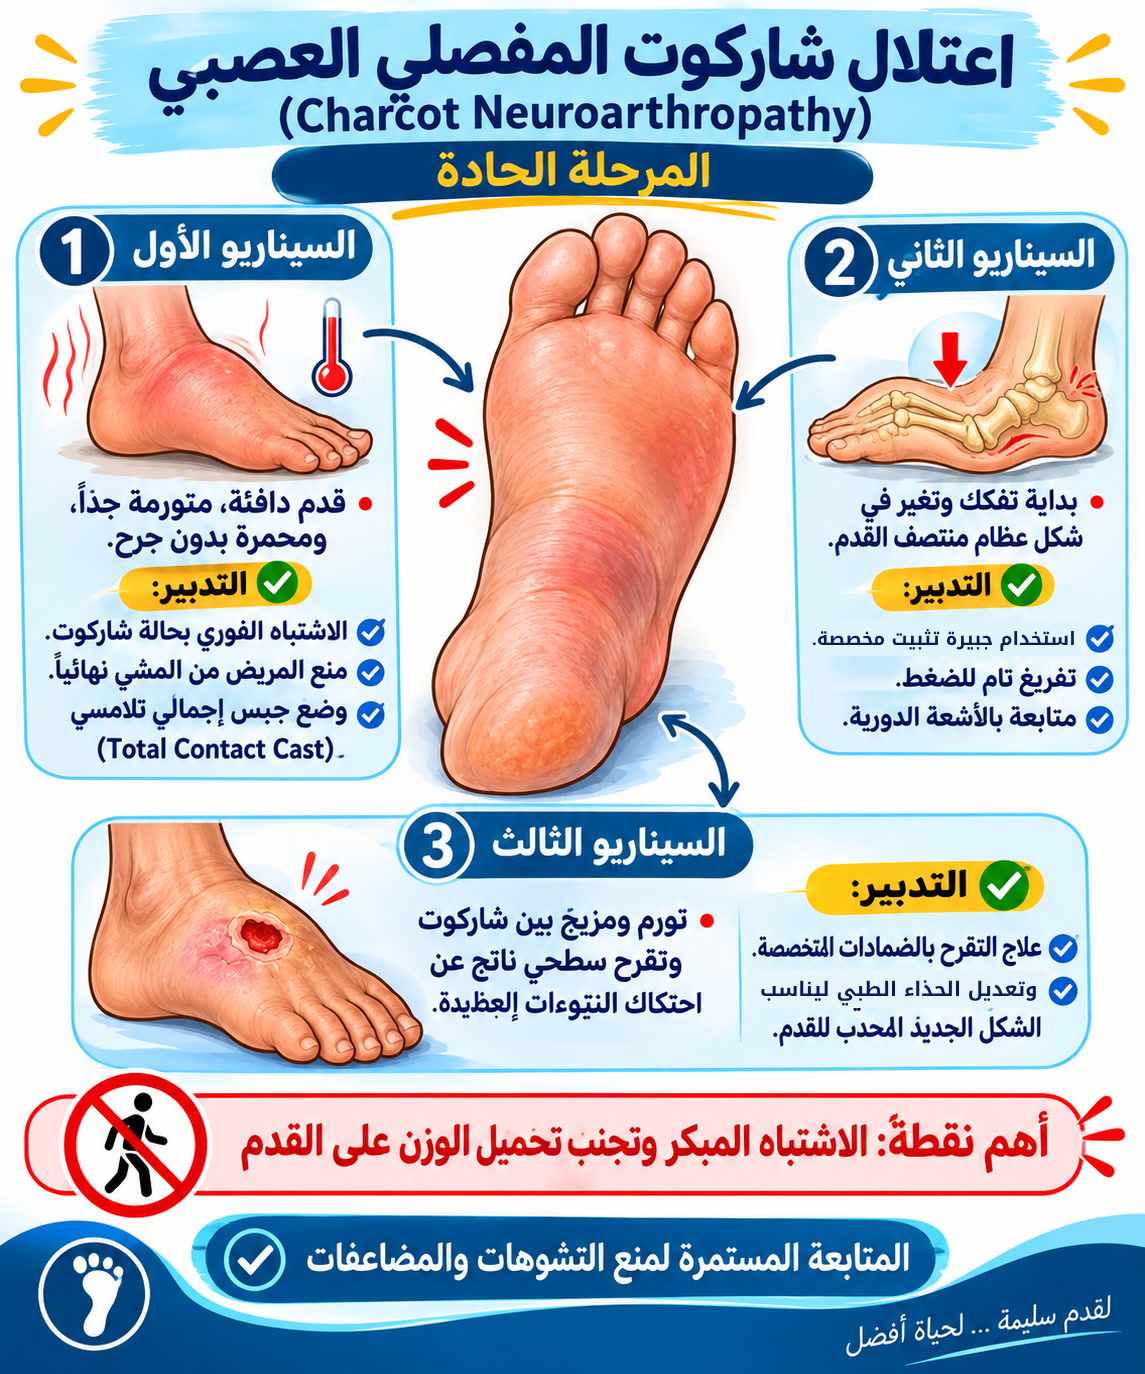 اعتلال شاركوت المفصلي العصبي
(Charcot Neuroarthropathy)
المرحلة الحادة
السيناريو الأول 1
قدم دافئة، متورمة جذاً،
ومحمرة بدون جرح.
التدبير:
الاشتباه الفوري بحالة شاركوت.
منع المريض من المشي نهائياً.
وضع جبس إجمالي تلامسي
(Total Contact Cast).
السيناريو الثاني 2
بداية تفكك وتغير في
شكل عظام منتصف القدم.
التدبير:
استخدام جبيرة تثبيت مخصصة.
تفريغ تام للضغط.
متابعة بالأشعة الدورية.
السيناريو الثالث 3
تورم ومزيج بين شاركوت
وتقرح سطحي ناتج عن
احتكاك النتوءات
التدبير:
علاج التقرح بالضمادات المتخصصة.
وتعديل الحذاء الطبي ليناسب
الشكل الجديد المحدب للقدم.
أهم نقطة: الاشتباه المبكر وتجنب تحميل الوزن على القدم
المتابعة المستمرة لمنع التشوهات والمضاعفات
لقدم سليمة ... لحياة أفضل